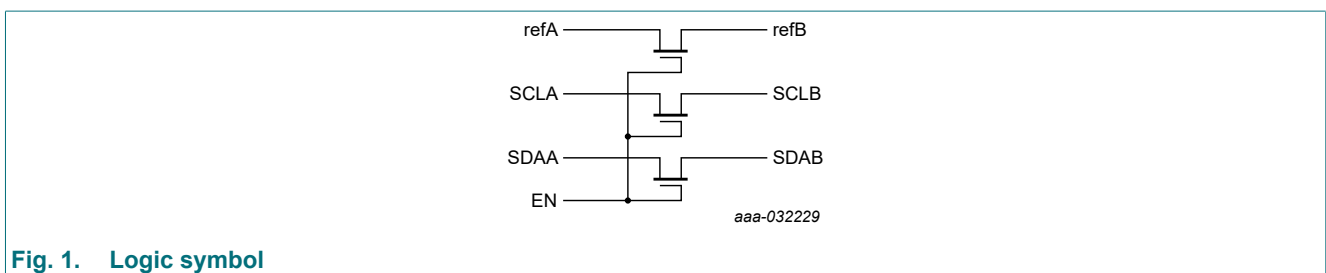 refA refB
SCLA SCLB
SDAA SDAB
EN
aaa-032229
Fig. 1. Logic symbol